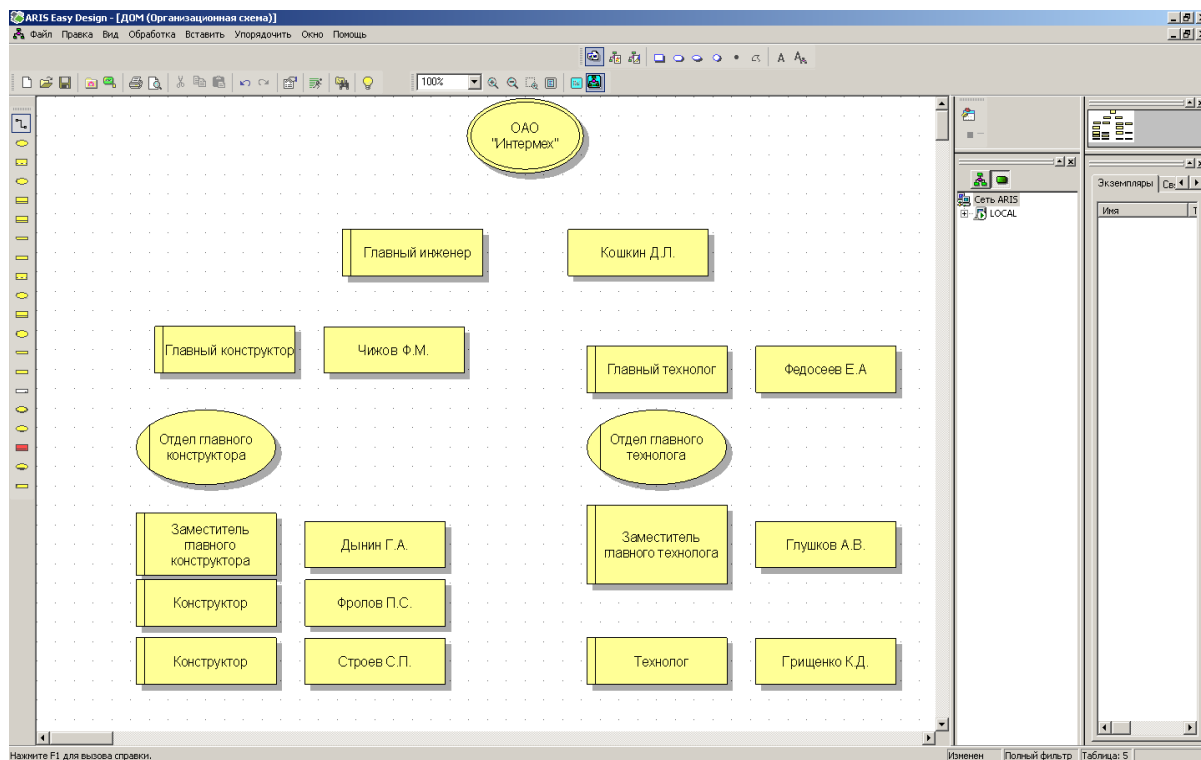 ARIS Easy Design - [ДОМ (Организационная схема)]
Файл Правка Вид Обработка Вставить Упорядочить Окно Помощь
100%
ОАО
"Интермех"
Главный инженер
Кошкин Д.Л.
Главный конструктор
Чижов Ф.М.
Главный технолог
Федосеев Е.А
Отдел главного
конструктора
Отдел главного
технолога
Заместитель
главного
конструктора
Дынин Г.А.
Заместитель
главного технолога
Глушков А.В.
Конструктор
Фролов П.С.
Конструктор
Строев С.П.
Технолог
Грищенко К.Д.
Сеть ARIS
LOCAL
Экземпляры
Имя
Т
Нажмите F1 для вызова справки.
Изменен Полный фильтр Таблица: 5